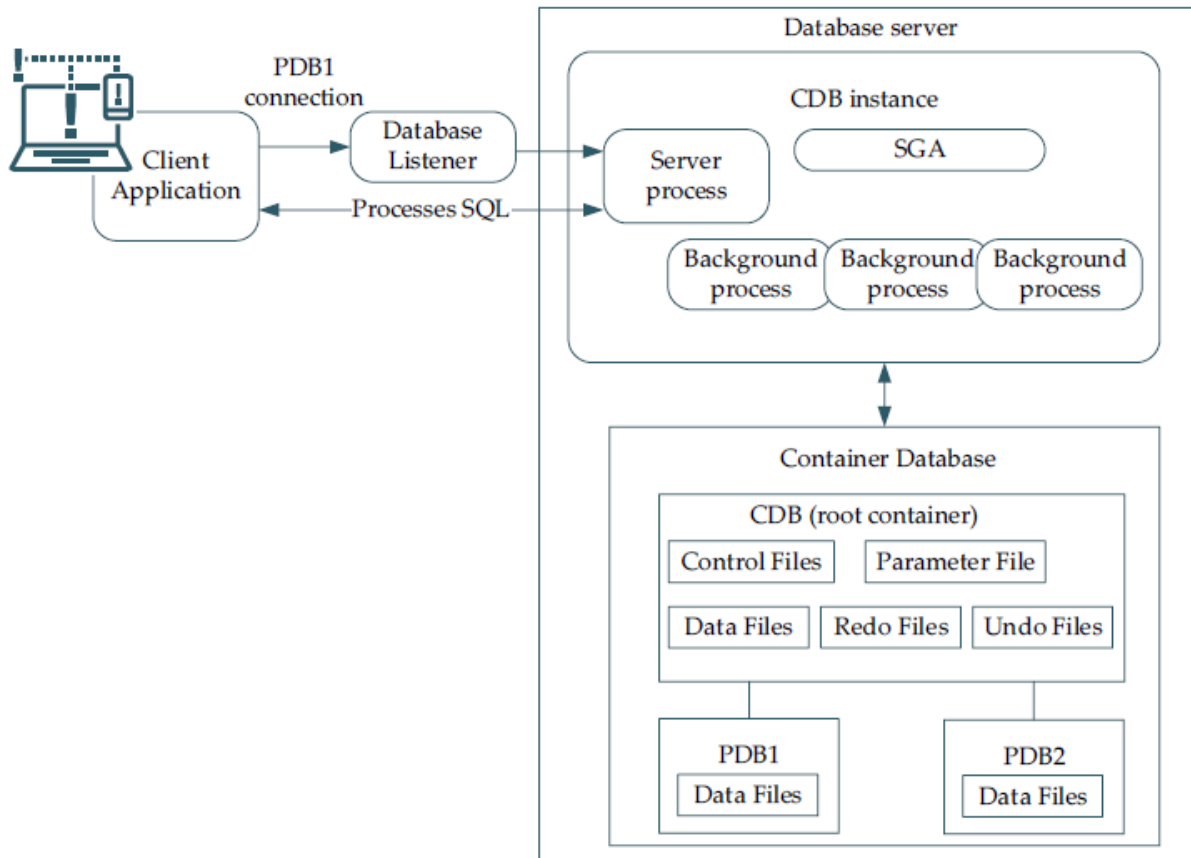 Database server
PDB1
connection
CDB instance
Database
Listener
SGA
Client
Application
Server
process
Processes SQL
Background
process
Background
process
Background
process
Container Database
CDB (root container)
Control Files
Parameter File
Data Files
Redo Files
Undo Files
PDB1
Data Files
PDB2
Data Files